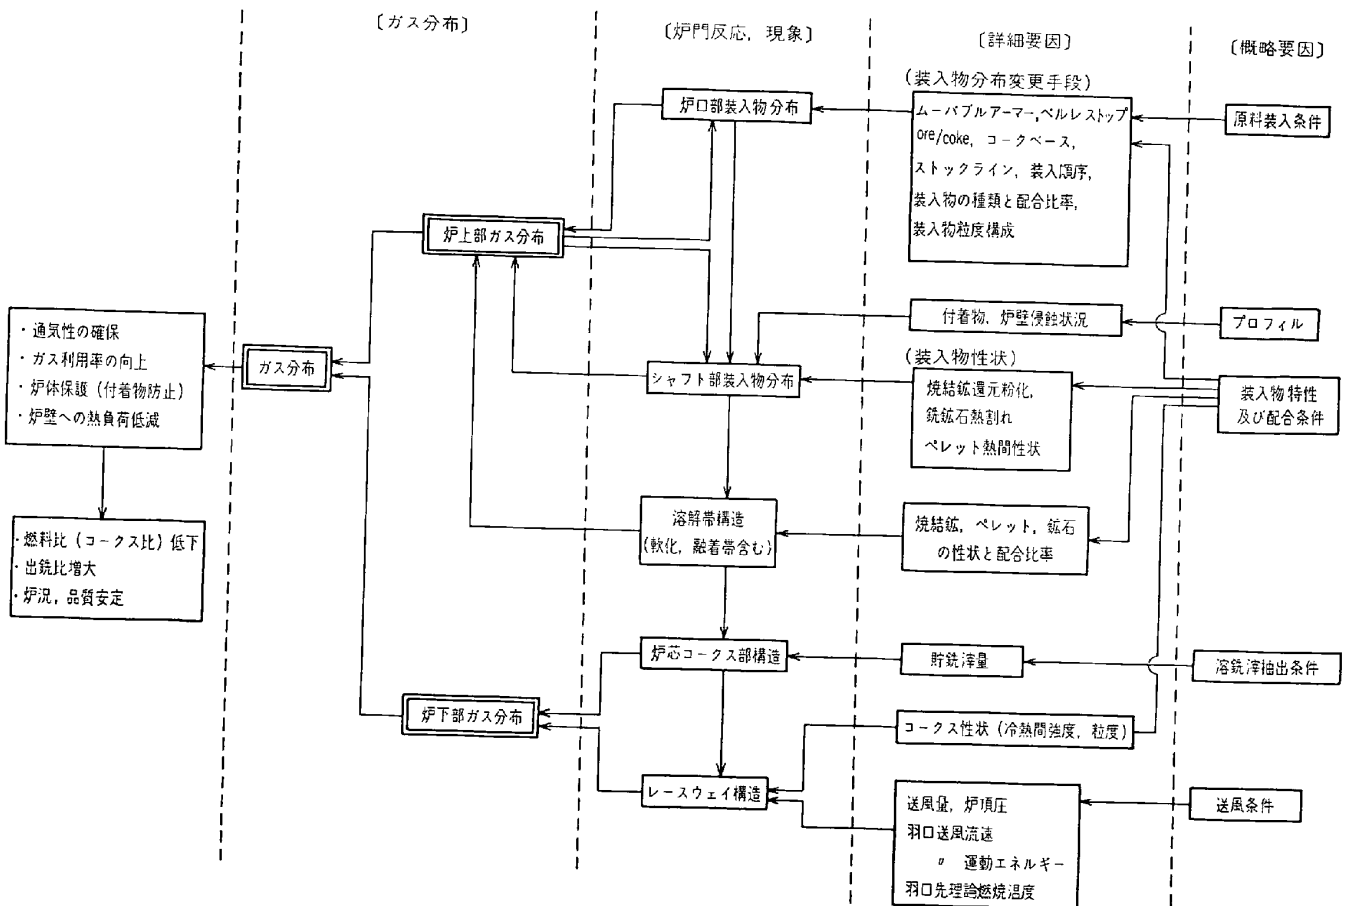 〔ガス分布〕
〔炉門反応, 現象〕
〔詳細要因〕
〔概略要因〕
(装入物分布変更手段)
炉口部装入物分布
ムーバブルアーマー,ベルレストップ
ore/coke, コークベース,
ストックライン, 装入順序,
装入物の種類と配合比率,
装入物粒度構成
原料装入条件
炉上部ガス分布
・通気性の確保
・ガス利用率の向上
・炉体保護(付着物防止)
・炉壁への熱負荷低減
ガス分布
付着物, 炉壁侵蝕状況
プロフィル
(装入物性状)
シャフト部装入物分布
焼結鉱還元粉化,
銑鉱石熱割れ
ペレット熱間性状
装入物特性
及び配合条件
・燃料比(コークス比)低下
・出銑比増大
・炉況, 品質安定
溶解帯構造
(軟化, 融着帯含む)
焼結鉱, ペレット, 鉱石
の性状と配合比率
炉芯コークス部構造
貯銑滓量
溶銑滓抽出条件
炉下部ガス分布
コークス性状(冷熱間強度, 粒度)
レースウェイ構造
送風量, 炉頂圧
羽口送風流速
〃 運動エネルギー
羽口先理論燃焼温度
送風条件